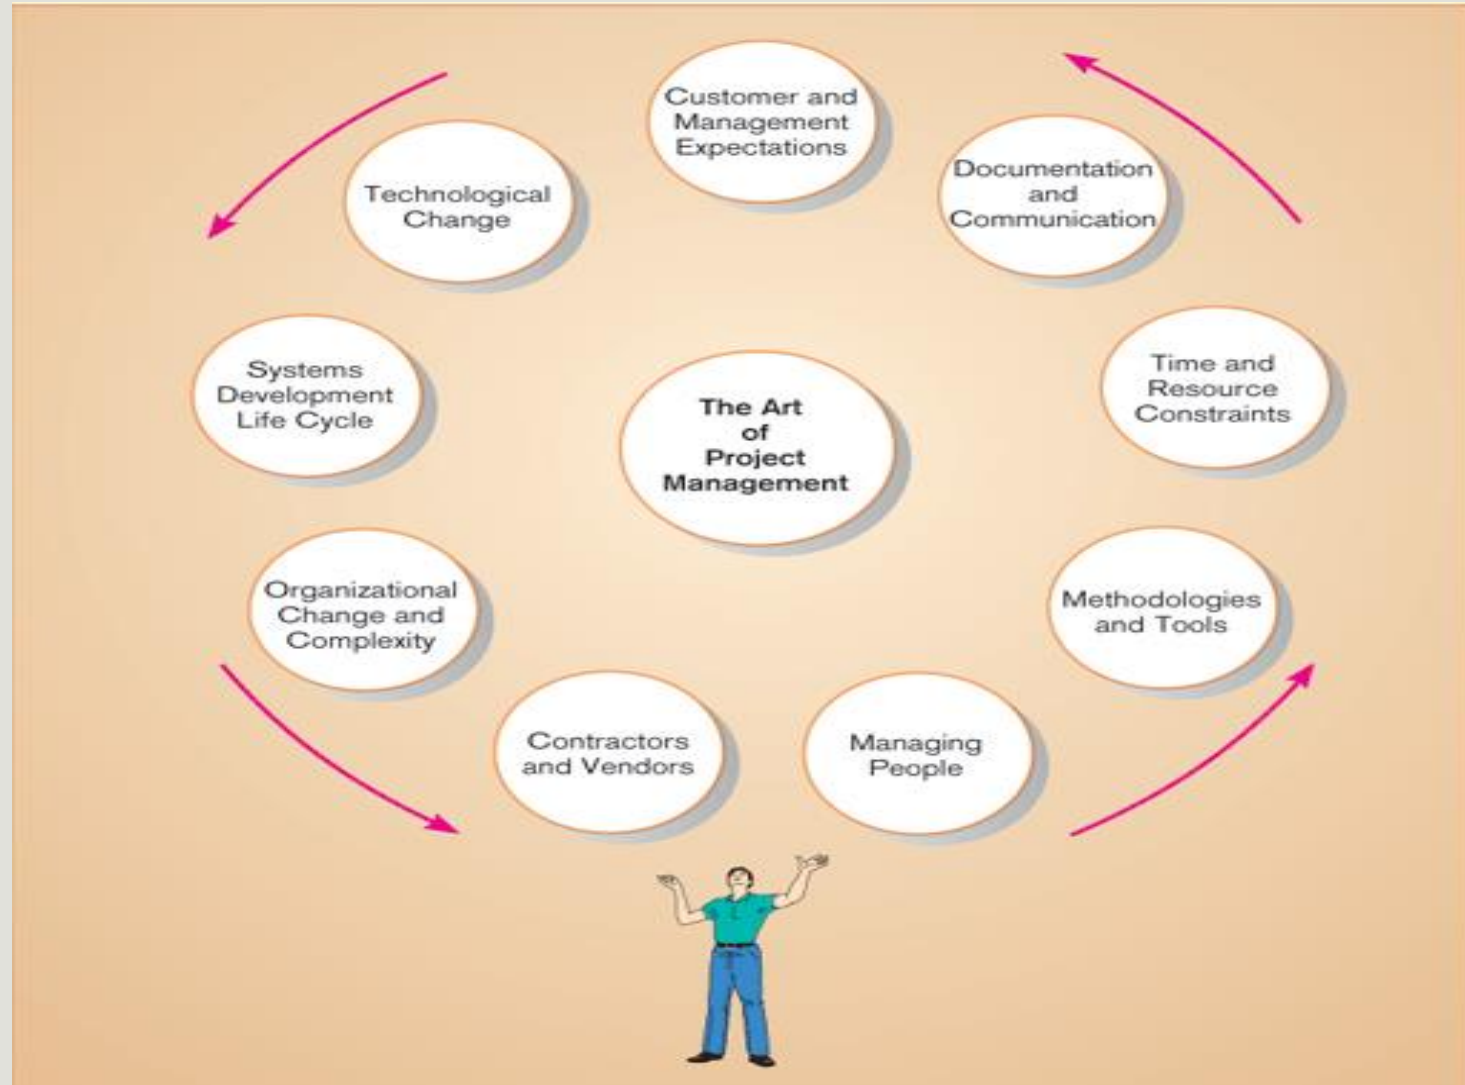 Customer and
Management
Expectations
Documentation
and
Communication
Technological
Change
Time and
Resource
Constraints
Systems
Development
Life Cycle
The Art
of
Project
Management
Organizational
Change and
Complexity
Methodologies
and Tools
Contractors
and Vendors
Managing
People